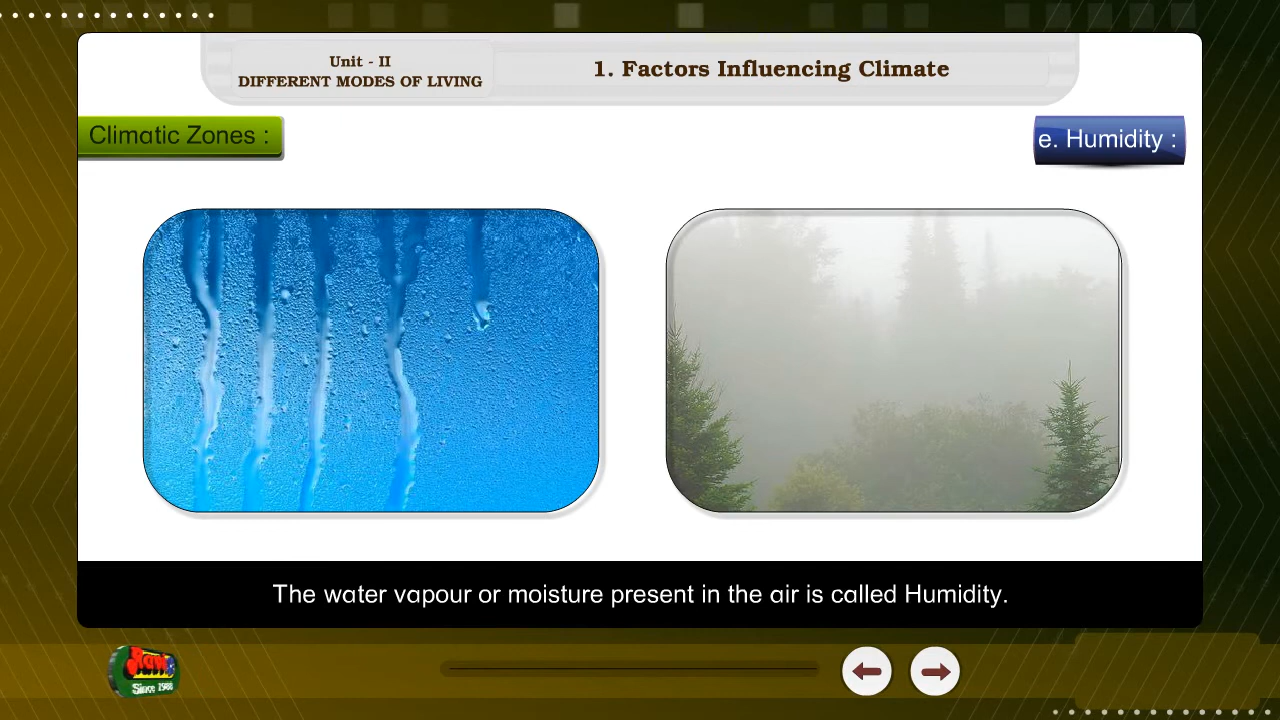 Unit - II
DIFFERENT MODES OF LIVING
1. Factors Influencing Climate
Climatic Zones :
e. Humidity :
The water vapour or moisture present in the air is called Humidity.
Since 1988